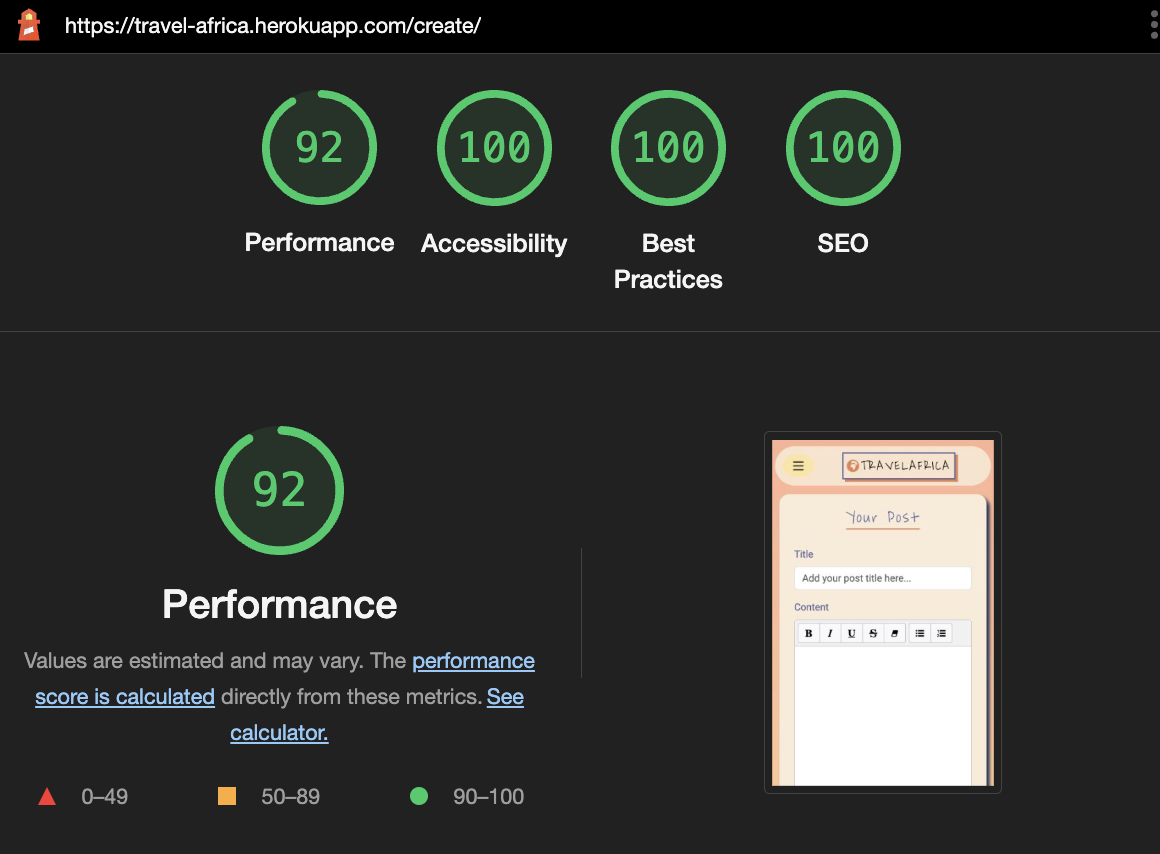 https://travel-africa.herokuapp.com/create/
92
100
100
100
Performance
Accessibility
Best
Practices
SEO
92
Performance
Values are estimated and may vary. The performance
score is calculated directly from these metrics. See
calculator.
0–49
50–89
90–100
TRAVELAFRICA
Your Post
Title
Add your post title here...
Content
B I U S